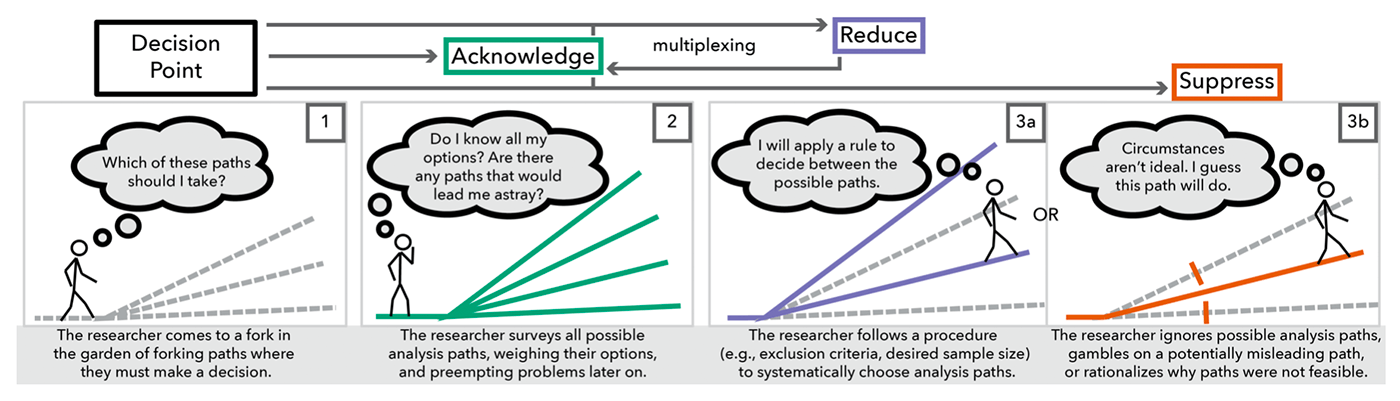 Decision
Point
Acknowledge
multiplexing
Reduce
Suppress
1
Which of these paths
should I take?
The researcher comes to a fork in
the garden of forking paths where
they must make a decision.
2
Do I know all my
options? Are there
any paths that would
lead me astray?
The researcher surveys all possible
analysis paths, weighing their options,
and preempting problems later on.
3a
I will apply a rule to
decide between the
possible paths.
The researcher follows a procedure
(e.g., exclusion criteria, desired sample size)
to systematically choose analysis paths.
OR
3b
Circumstances
aren't ideal. I guess
this path will do.
The researcher ignores possible analysis paths,
gambles on a potentially misleading path,
or rationalizes why paths were not feasible.